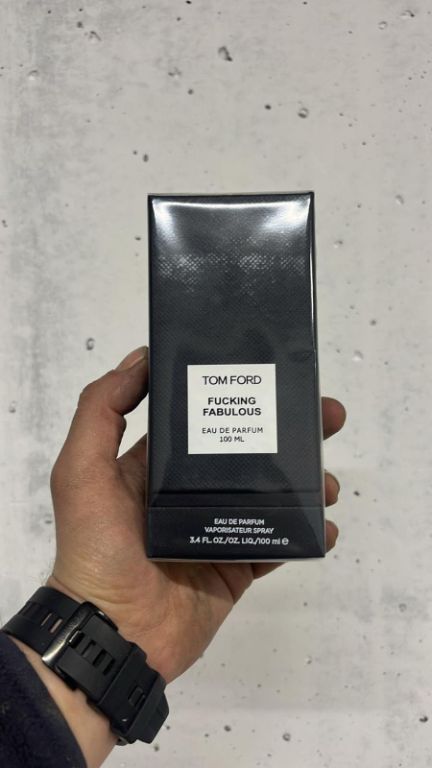 TOM FORD
FUCKING
FABULOUS
EAU DE PARFUM
100 ML
EAU DE PARFUM
VAPORISATEUR SPRAY
3.4 FL. OZ./OZ. LIQ./100 ml ℮